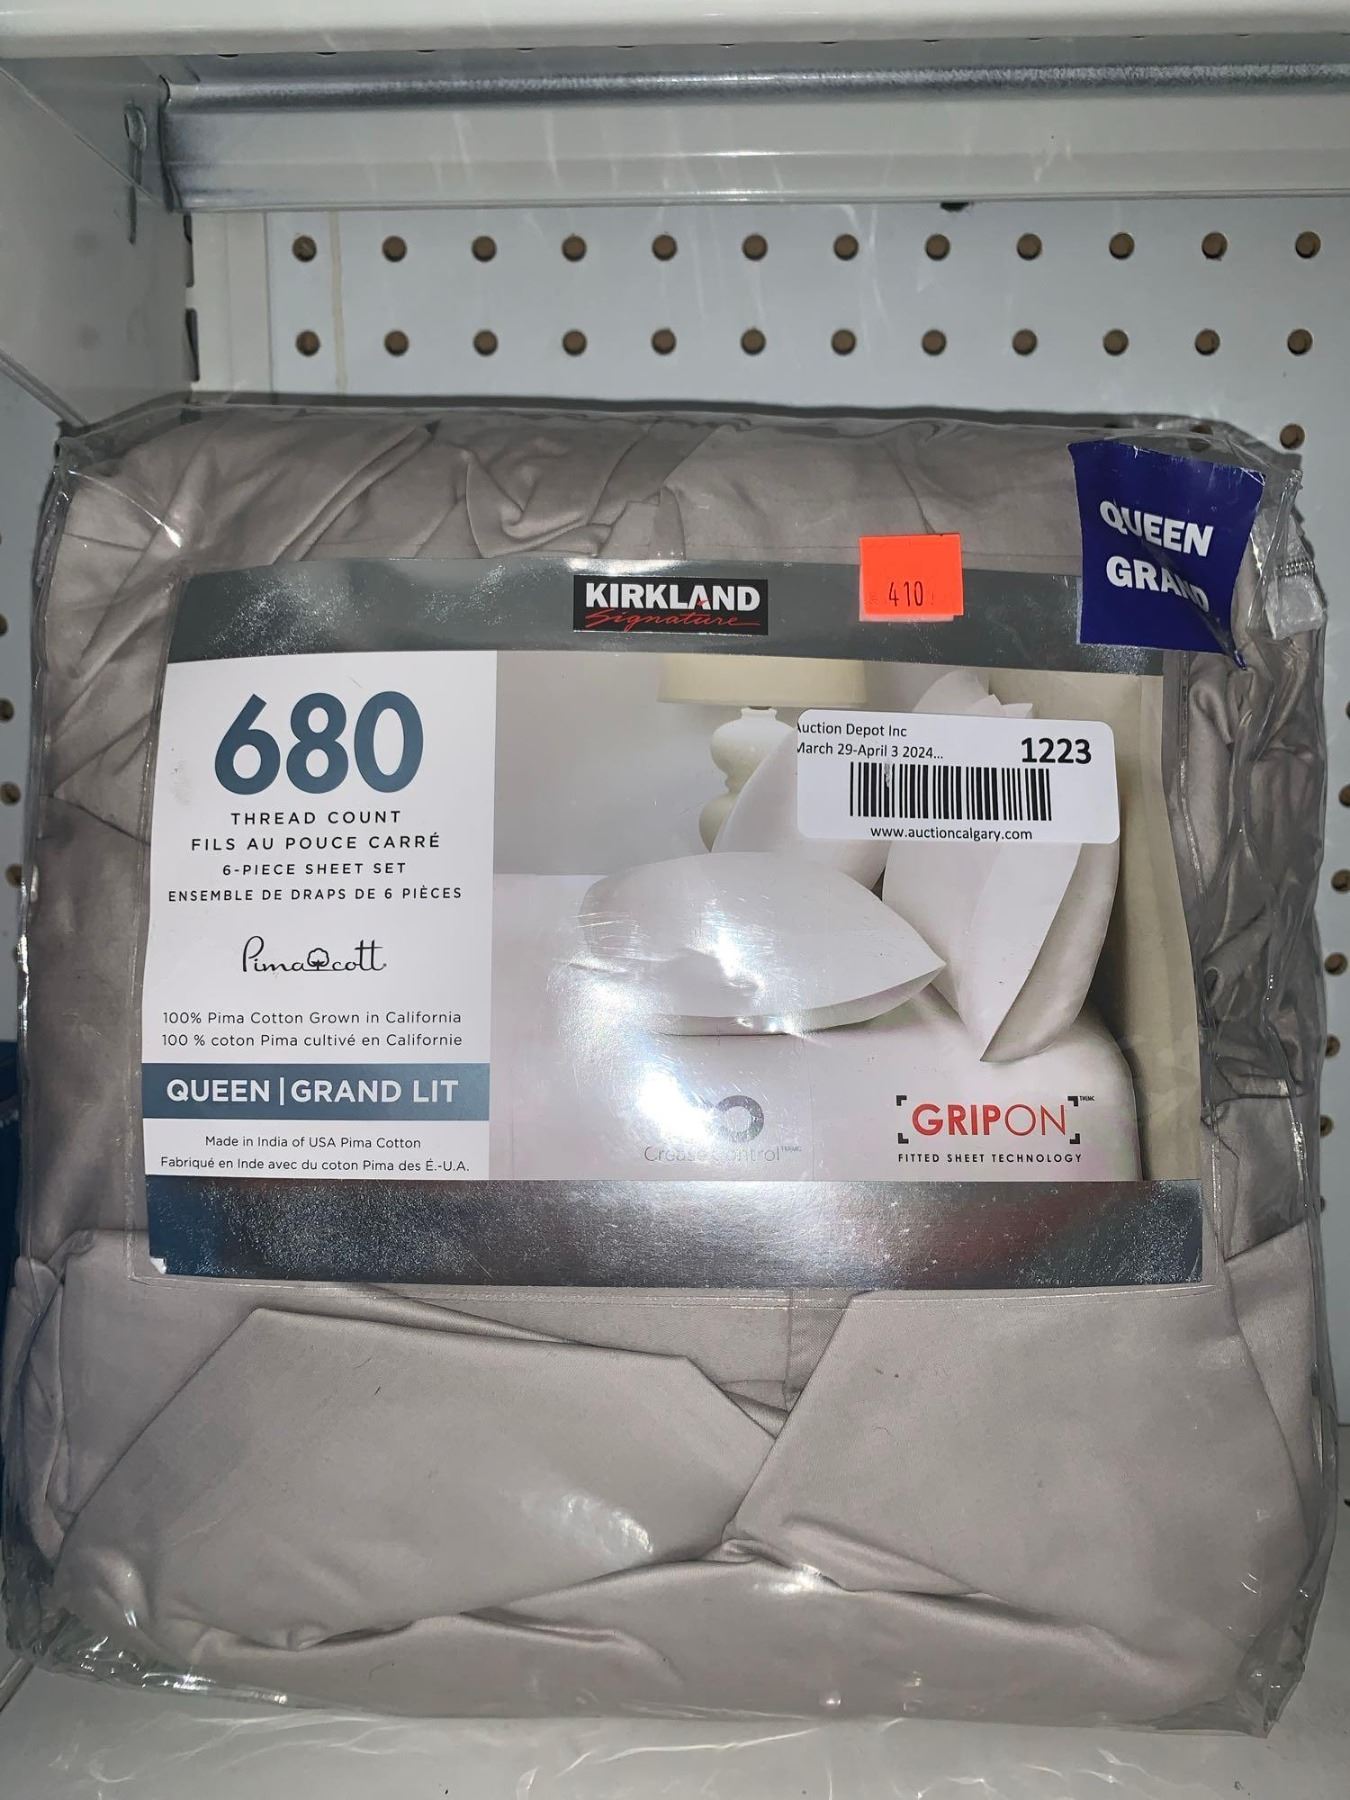 QUEEN
GRAND
KIRKLAND
Signature
410
680
THREAD COUNT
FILS AU POUCE CARRÉ
6-PIECE SHEET SET
ENSEMBLE DE DRAPS DE 6 PIÈCES
Pimacott
100% Pima Cotton Grown in California
100 % coton Pima cultivé en Californie
QUEEN | GRAND LIT
Made in India of USA Pima Cotton
Fabriqué en Inde avec du coton Pima des É.-U.A.
Auction Depot Inc
March 29-April 3 2024...
1223
www.auctioncalgary.com
Crease Control
GRIPON
FITTED SHEET TECHNOLOGY